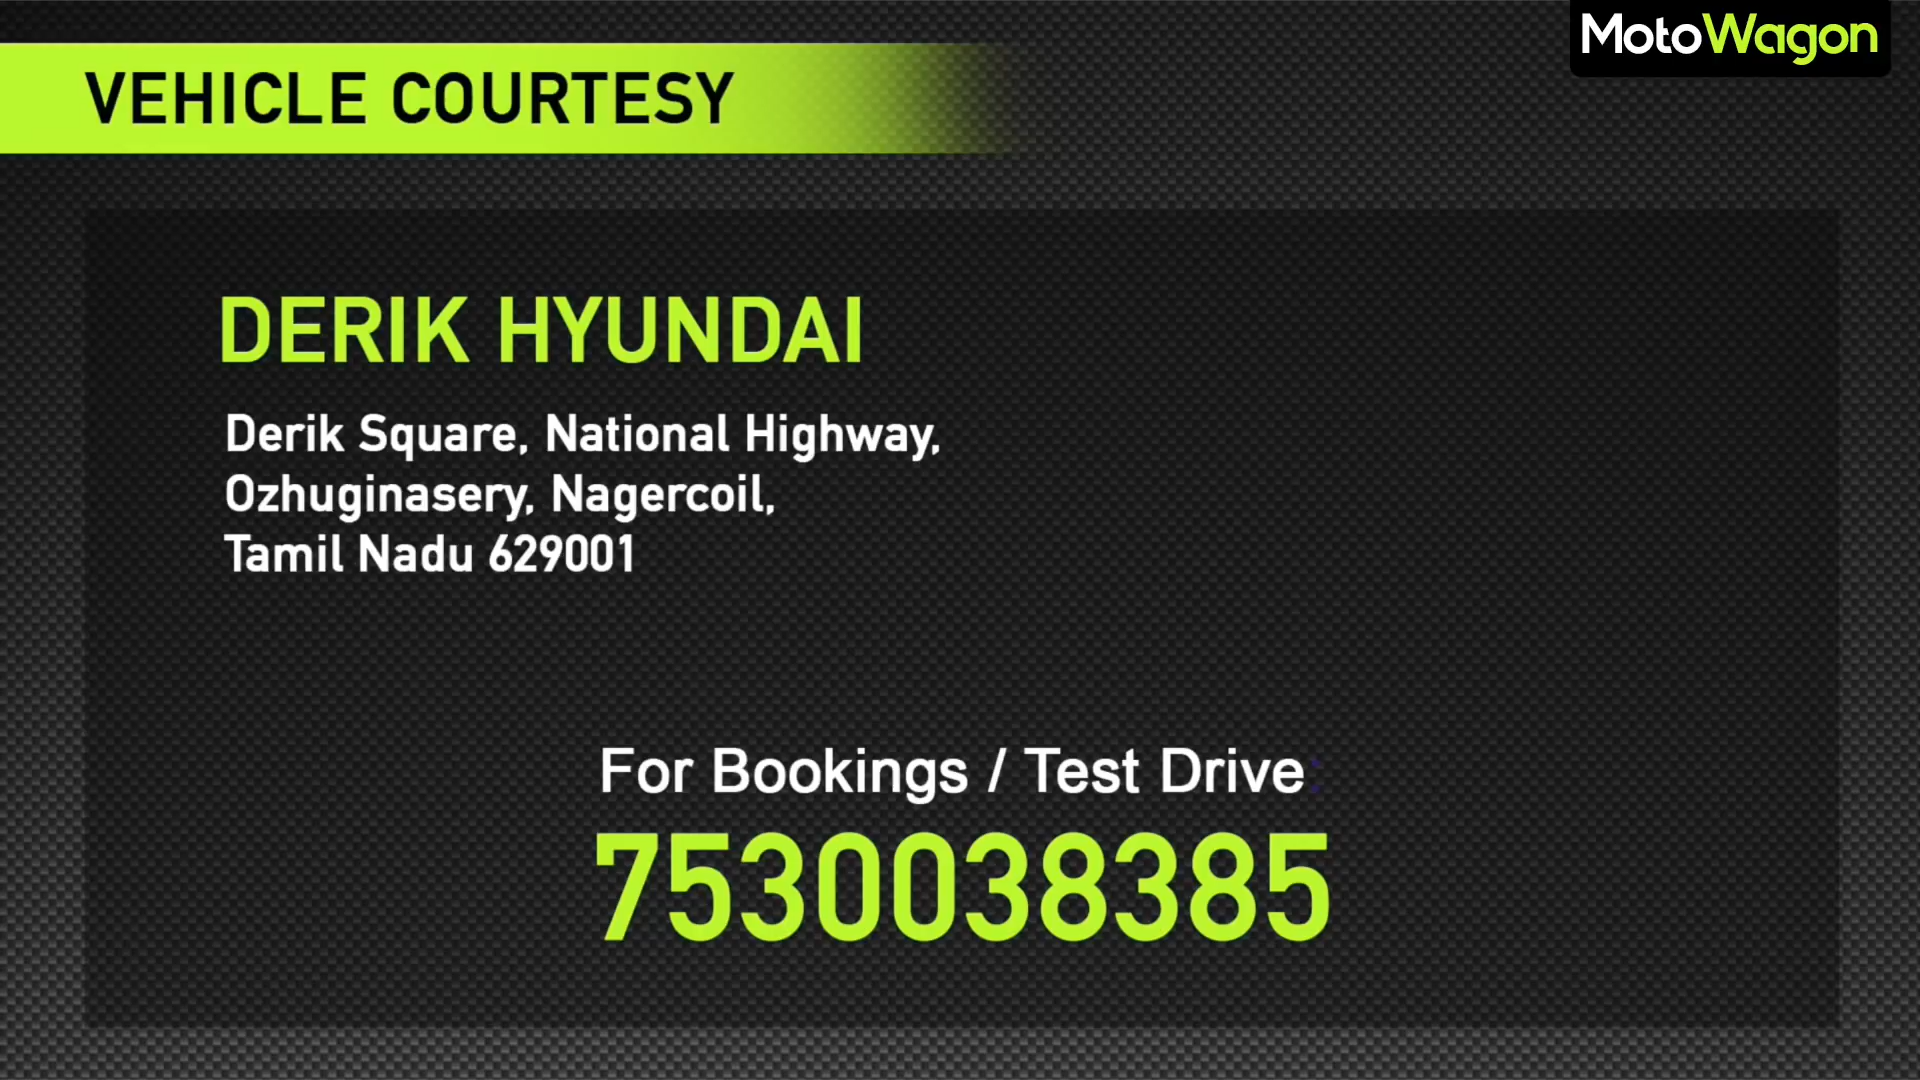 MotoWagon
VEHICLE COURTESY
DERIK HYUNDAI
Derik Square, National Highway,
Ozhuginasery, Nagercoil,
Tamil Nadu 629001
For Bookings / Test Drive:
7530038385